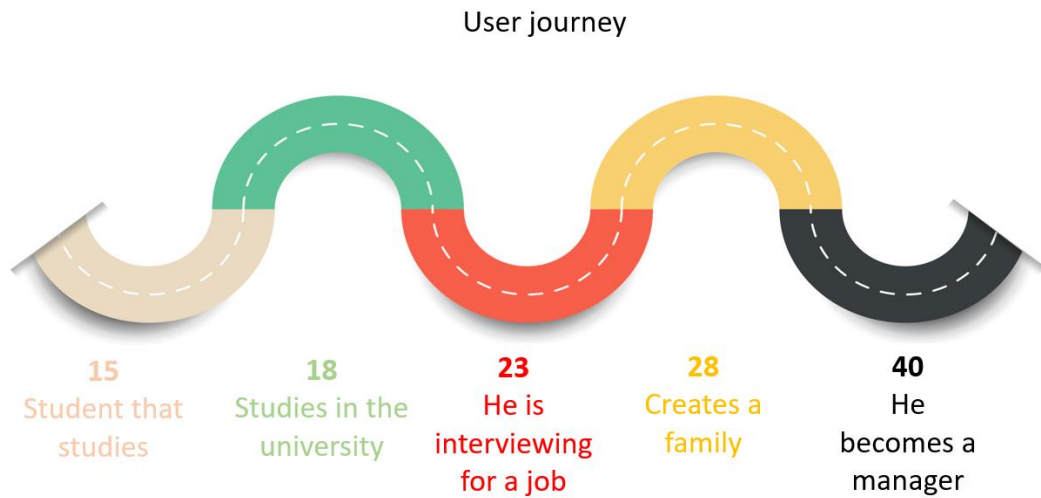 User journey
15
Student that
studies
18
Studies in the
university
23
He is
interviewing
for a job
28
Creates a
family
40
He
becomes a
manager